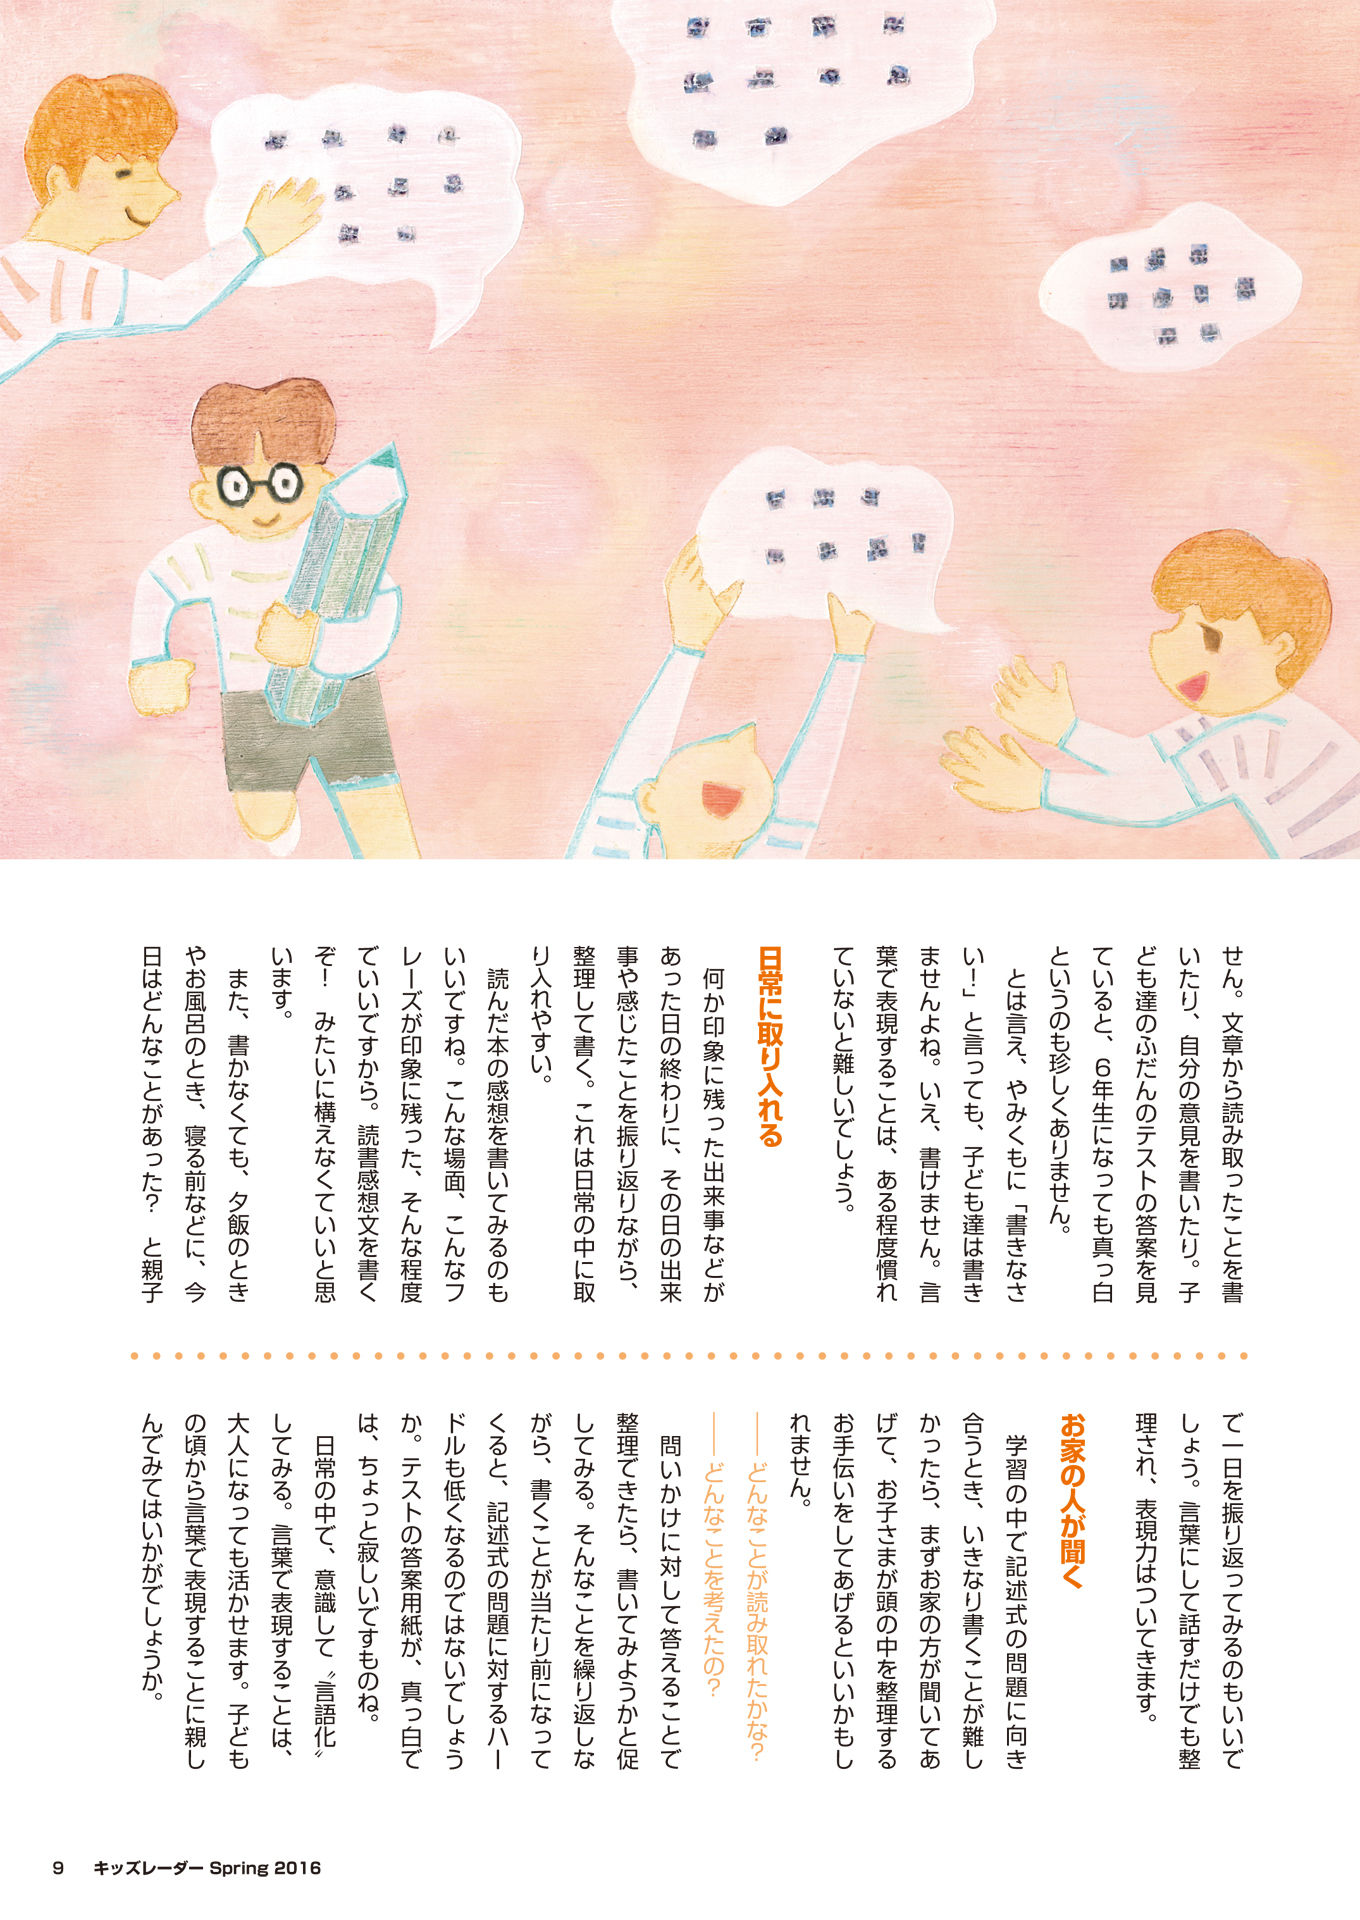 せん。文章から読み取ったことを書
いたり、自分の意見を書いたり。子
ども達のふだんのテストの答案を見
ていると、6年生になっても真っ白
というのも珍しくありません。
とは言え、やみくもに「書きなさ
い!」と言っても、子ども達は書き
ませんよね。いえ、書けません。言
葉で表現することは、ある程度慣れ
ていないと難しいでしょう。
日常に取り入れる
何か印象に残った出来事などが
あった日の終わりに、その日の出来
事や感じたことを振り返りながら、
整理して書く。これは日常の中に取
り入れやすい。
読んだ本の感想を書いてみるのも
いいですね。こんな場面、こんなフ
レーズが印象に残った、そんな程度
でいいですから。読書感想文を書く
ぞ! みたいに構えなくていいと思
います。
また、書かなくても、夕飯のとき
やお風呂のとき、寝る前などに、今
日はどんなことがあった? と親子
で一日を振り返ってみるのもいいで
しょう。言葉にして話すだけでも整
理され、表現力はついてきます。
お家の人が聞く
学習の中で記述式の問題に向き
合うとき、いきなり書くことが難し
かったら、まずお家の方が聞いてあ
げて、お子さまが頭の中を整理する
お手伝いをしてあげるといいかもし
れません。
── どんなことが読み取れたかな?
── どんなことを考えたの?
問いかけに対して答えることで
整理できたら、書いてみようかと促
してみる。そんなことを繰り返しな
がら、書くことが当たり前になって
くると、記述式の問題に対するハー
ドルも低くなるのではないでしょう
か。テストの答案用紙が、真っ白で
は、ちょっと寂しいですものね。
日常の中で、意識して〝言語化〟
してみる。言葉で表現することは、
大人になっても活かせます。子ども
の頃から言葉で表現することに親し
んでみてはいかがでしょうか。
9 キッズレーダー Spring 2016